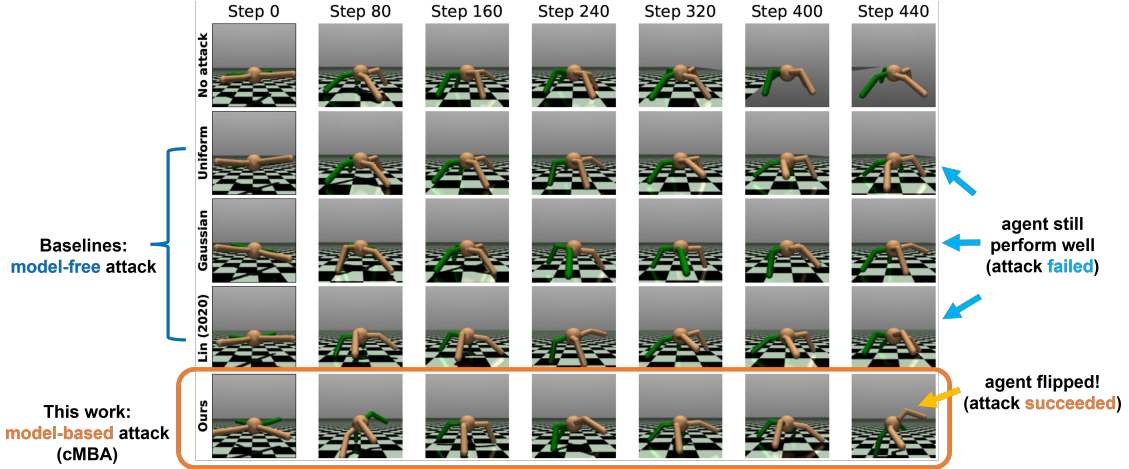 Step 0 Step 80 Step 160 Step 240 Step 320 Step 400 Step 440
No attack
Uniform
Gaussian
Lin (2020)
Ours
Baselines:
model-free attack
This work:
model-based attack
(cMBA)
agent still
perform well
(attack failed)
agent flipped!
(attack succeeded)